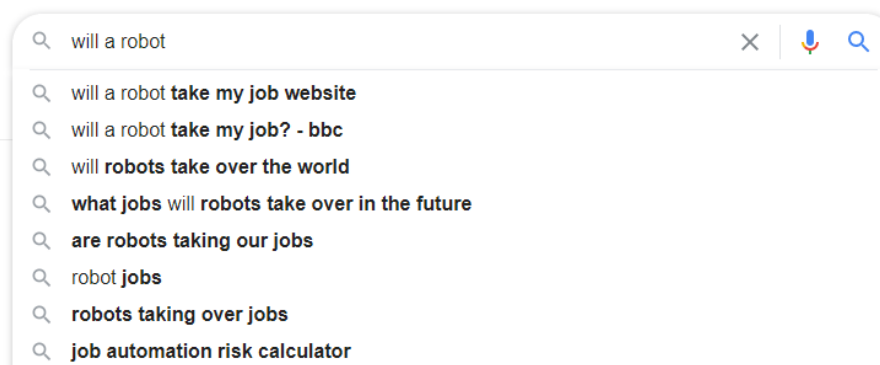 will a robot
will a robot take my job website
will a robot take my job? - bbc
will robots take over the world
what jobs will robots take over in the future
are robots taking our jobs
robot jobs
robots taking over jobs
job automation risk calculator